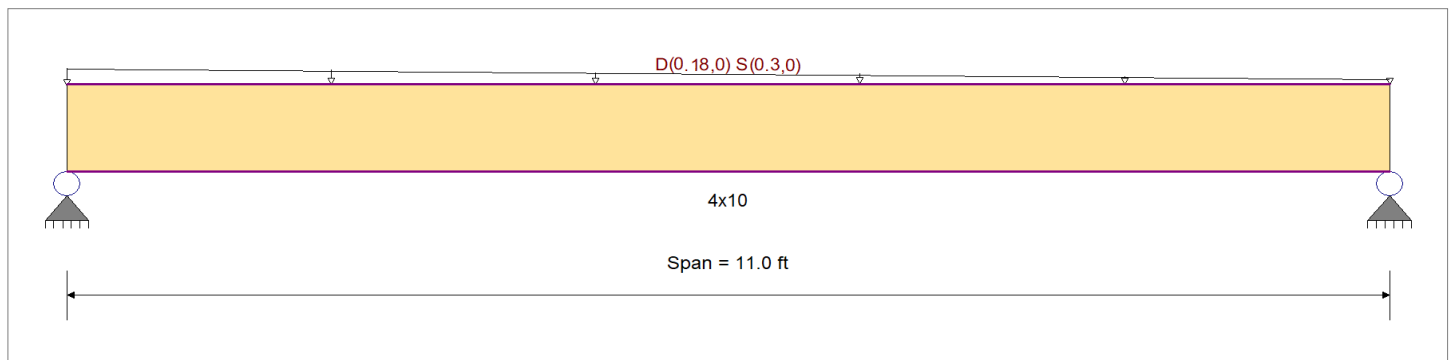 D(0.18,0) S(0.3,0)
4x10
Span = 11.0 ft